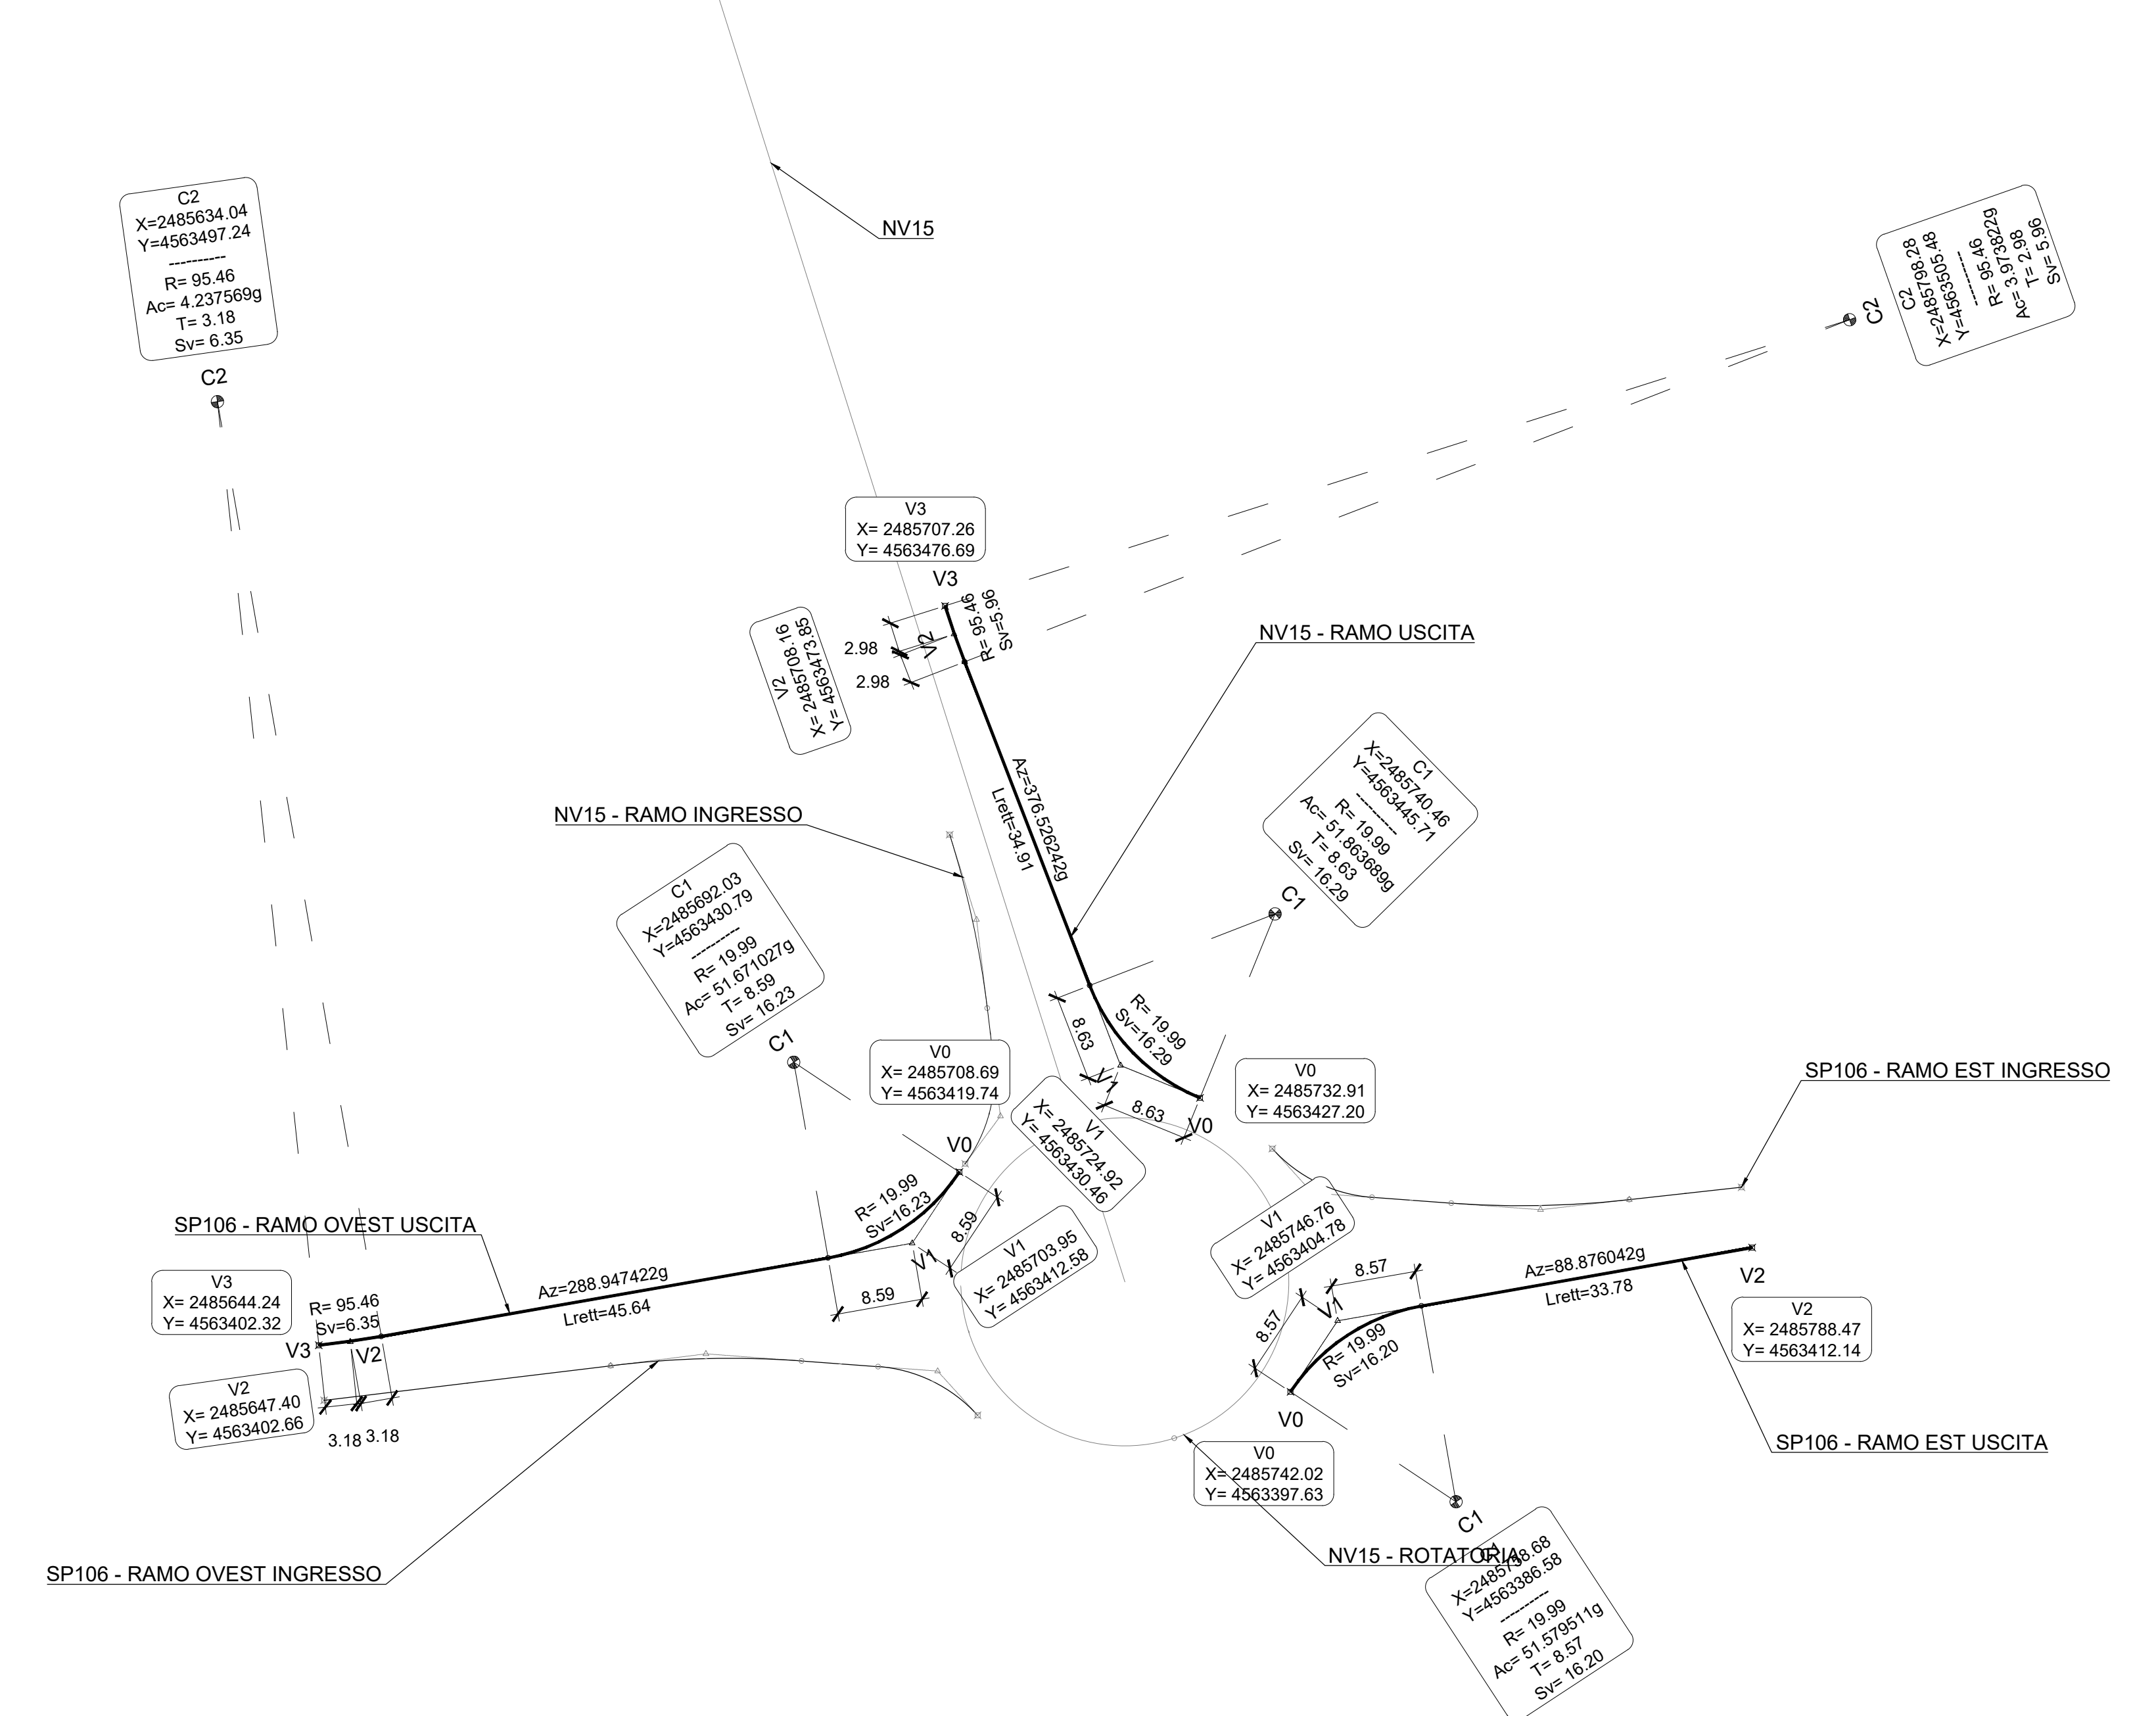 C2
X=2485634.04
Y=4563497.24
----------
R= 95.46
Ac= 4.237569g
T= 3.18
Sv= 6.35
C2
NV15
C2
X=2485798.28
Y=4563505.48
----------
R= 95.46
Ac= 3.973822g
T= 2.98
Sv= 5.96
C2
V3
X= 2485707.26
Y= 4563476.69
V3
R= 95.46
Sv=5.96
V2
2.98
2.98
V2
X= 2485708.16
Y= 4563473.85
NV15 - RAMO USCITA
Az=376.526242g
Lrett=34.91
C1
X=2485740.46
Y=4563445.71
----------
R= 19.99
Ac= 51.863689g
T= 8.63
Sv= 16.29
C1
NV15 - RAMO INGRESSO
C1
X=2485692.03
Y=4563430.79
----------
R= 19.99
Ac= 51.671027g
T= 8.59
Sv= 16.23
C1
R= 19.99
Sv=16.29
8.63
V1
8.63
V0
V0
X= 2485708.69
Y= 4563419.74
V0
X= 2485732.91
Y= 4563427.20
V1
X= 2485724.92
Y= 4563430.46
SP106 - RAMO EST INGRESSO
V0
R= 19.99
Sv=16.23
8.59
V1
8.59
V1
X= 2485703.95
Y= 4563412.58
SP106 - RAMO OVEST USCITA
Az=288.947422g
Lrett=45.64
V3
X= 2485644.24
Y= 4563402.32
R= 95.46
Sv=6.35
V3
V2
V2
X= 2485647.40
Y= 4563402.66
3.18
3.18
V1
X= 2485746.76
Y= 4563404.78
8.57
V1
8.57
R= 19.99
Sv=16.20
Az=88.876042g
Lrett=33.78
V2
V2
X= 2485788.47
Y= 4563412.14
V0
V0
X= 2485742.02
Y= 4563397.63
SP106 - RAMO EST USCITA
C1
NV15 - ROTATORIA
C1
X=2485758.68
Y=4563386.58
----------
R= 19.99
Ac= 51.579511g
T= 8.57
Sv= 16.20
SP106 - RAMO OVEST INGRESSO